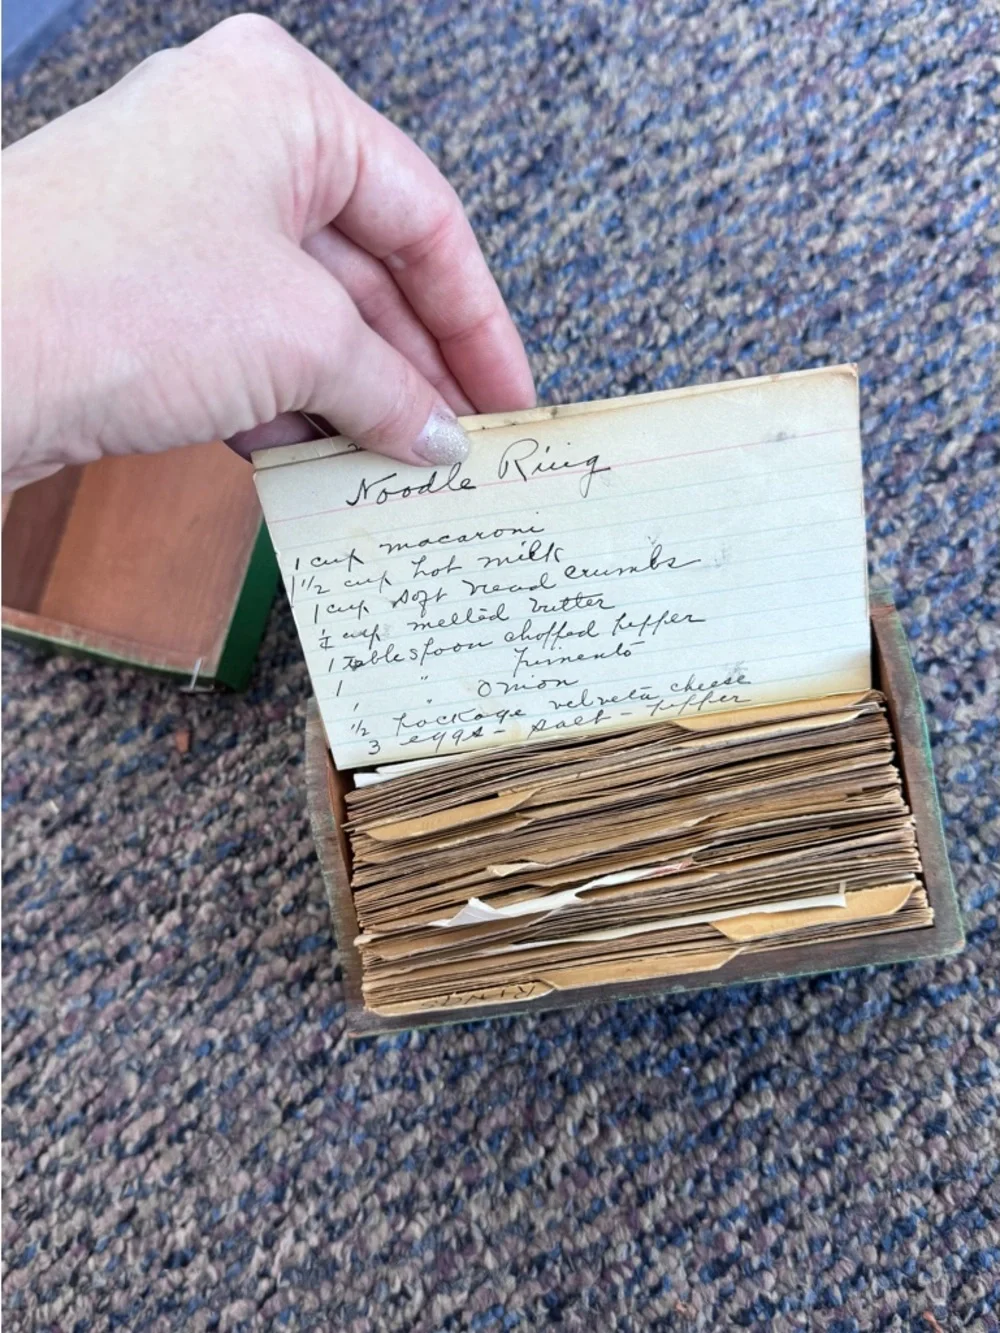 Noodle Ring
1 cup macaroni
1 1/2 cup hot milk
1 cup soft bread crumbs
cup melted butter
1 tablespoon chopped pepper
1 " pimento
1 " Onion
1/2 package velveta cheese
3 eggs - salt - pepper